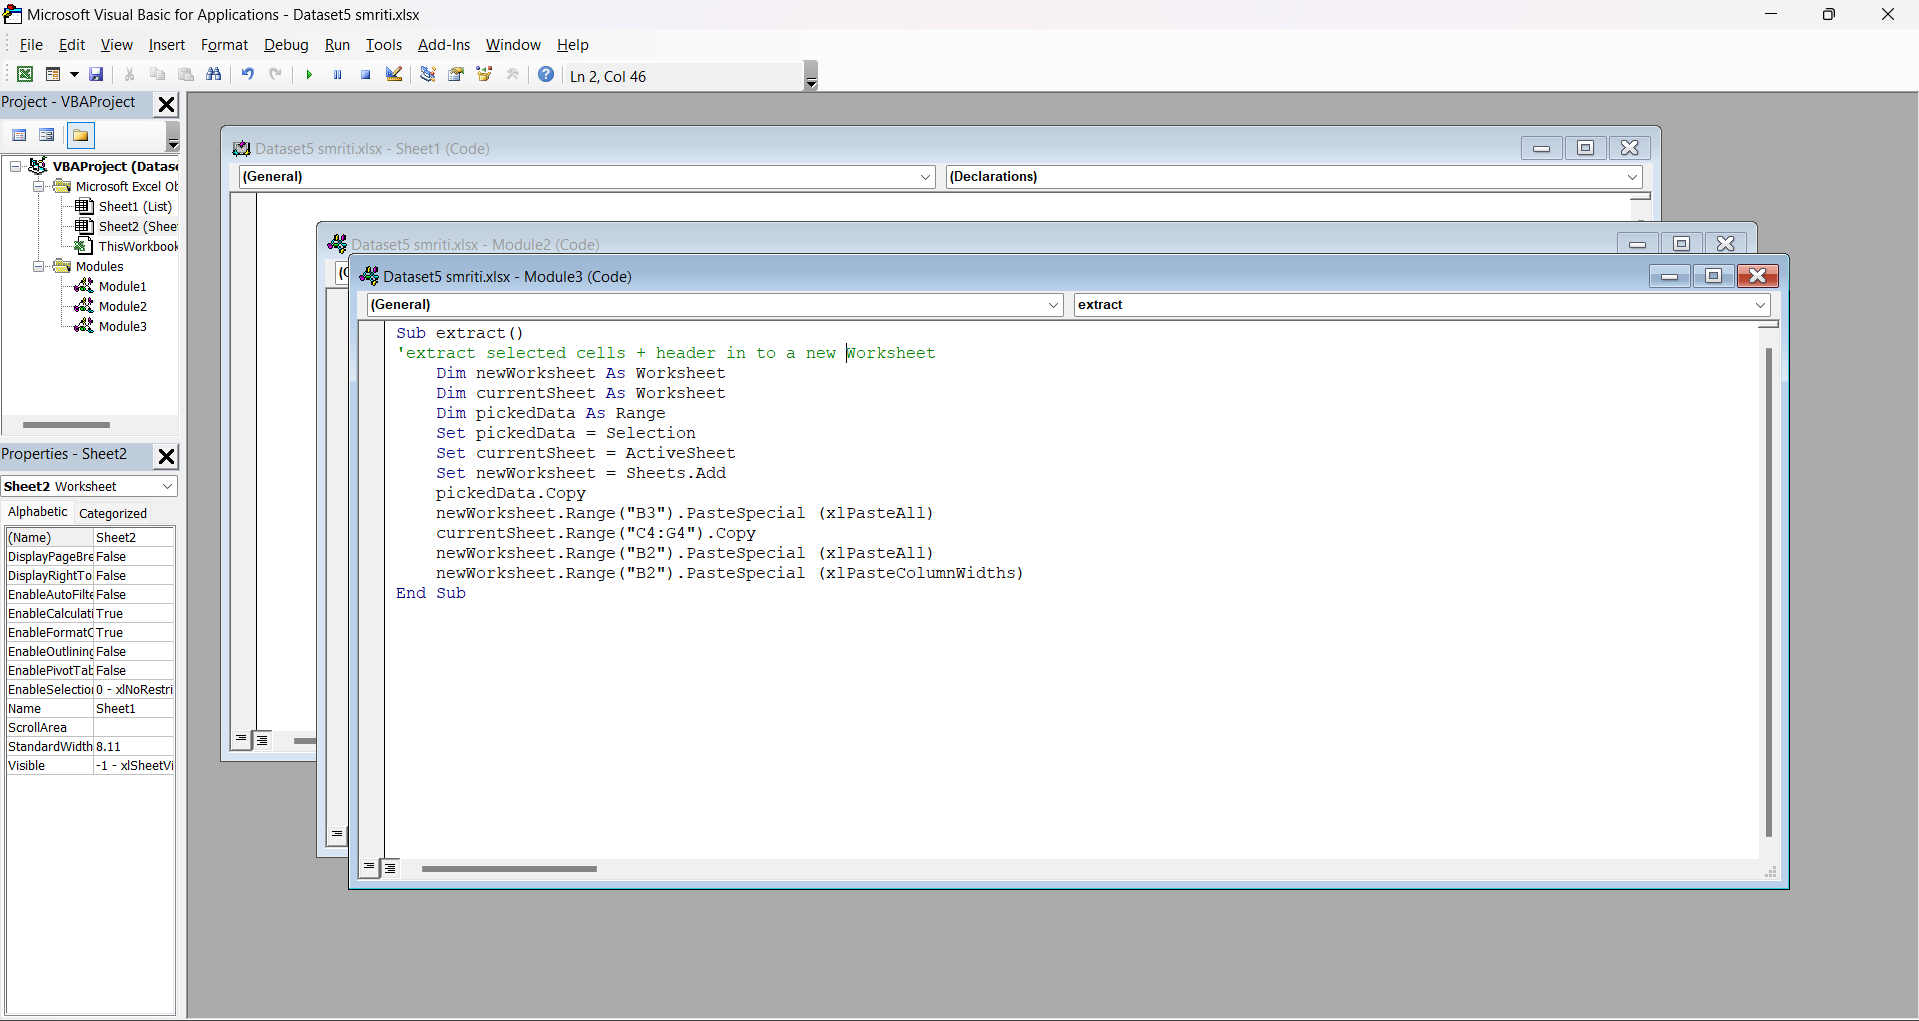 Microsoft Visual Basic for Applications - Dataset5 smriti.xlsx
File Edit View Insert Format Debug Run Tools Add-Ins Window Help
Ln 2, Col 46
Project - VBAProject
VBAProject (Datase
Microsoft Excel Ob
Sheet1 (List)
Sheet2 (Shee
ThisWorkbook
Modules
Module1
Module2
Module3
Properties - Sheet2
Sheet2 Worksheet
Alphabetic Categorized
(Name) Sheet2
DisplayPageBre False
DisplayRightTo False
EnableAutoFilte False
EnableCalculati True
EnableFormatC True
EnableOutlining False
EnablePivotTab False
EnableSelection 0 - xlNoRestri
Name Sheet1
ScrollArea
StandardWidth 8.11
Visible -1 - xlSheetVi
Dataset5 smriti.xlsx - Sheet1 (Code)
(General) (Declarations)
Dataset5 smriti.xlsx - Module2 (Code)
Dataset5 smriti.xlsx - Module3 (Code)
(General) extract
Sub extract()
'extract selected cells + header in to a new Worksheet
Dim newWorksheet As Worksheet
Dim currentSheet As Worksheet
Dim pickedData As Range
Set pickedData = Selection
Set currentSheet = ActiveSheet
Set newWorksheet = Sheets.Add
pickedData.Copy
newWorksheet.Range("B3").PasteSpecial (xlPasteAll)
currentSheet.Range("C4:G4").Copy
newWorksheet.Range("B2").PasteSpecial (xlPasteAll)
newWorksheet.Range("B2").PasteSpecial (xlPasteColumnWidths)
End Sub